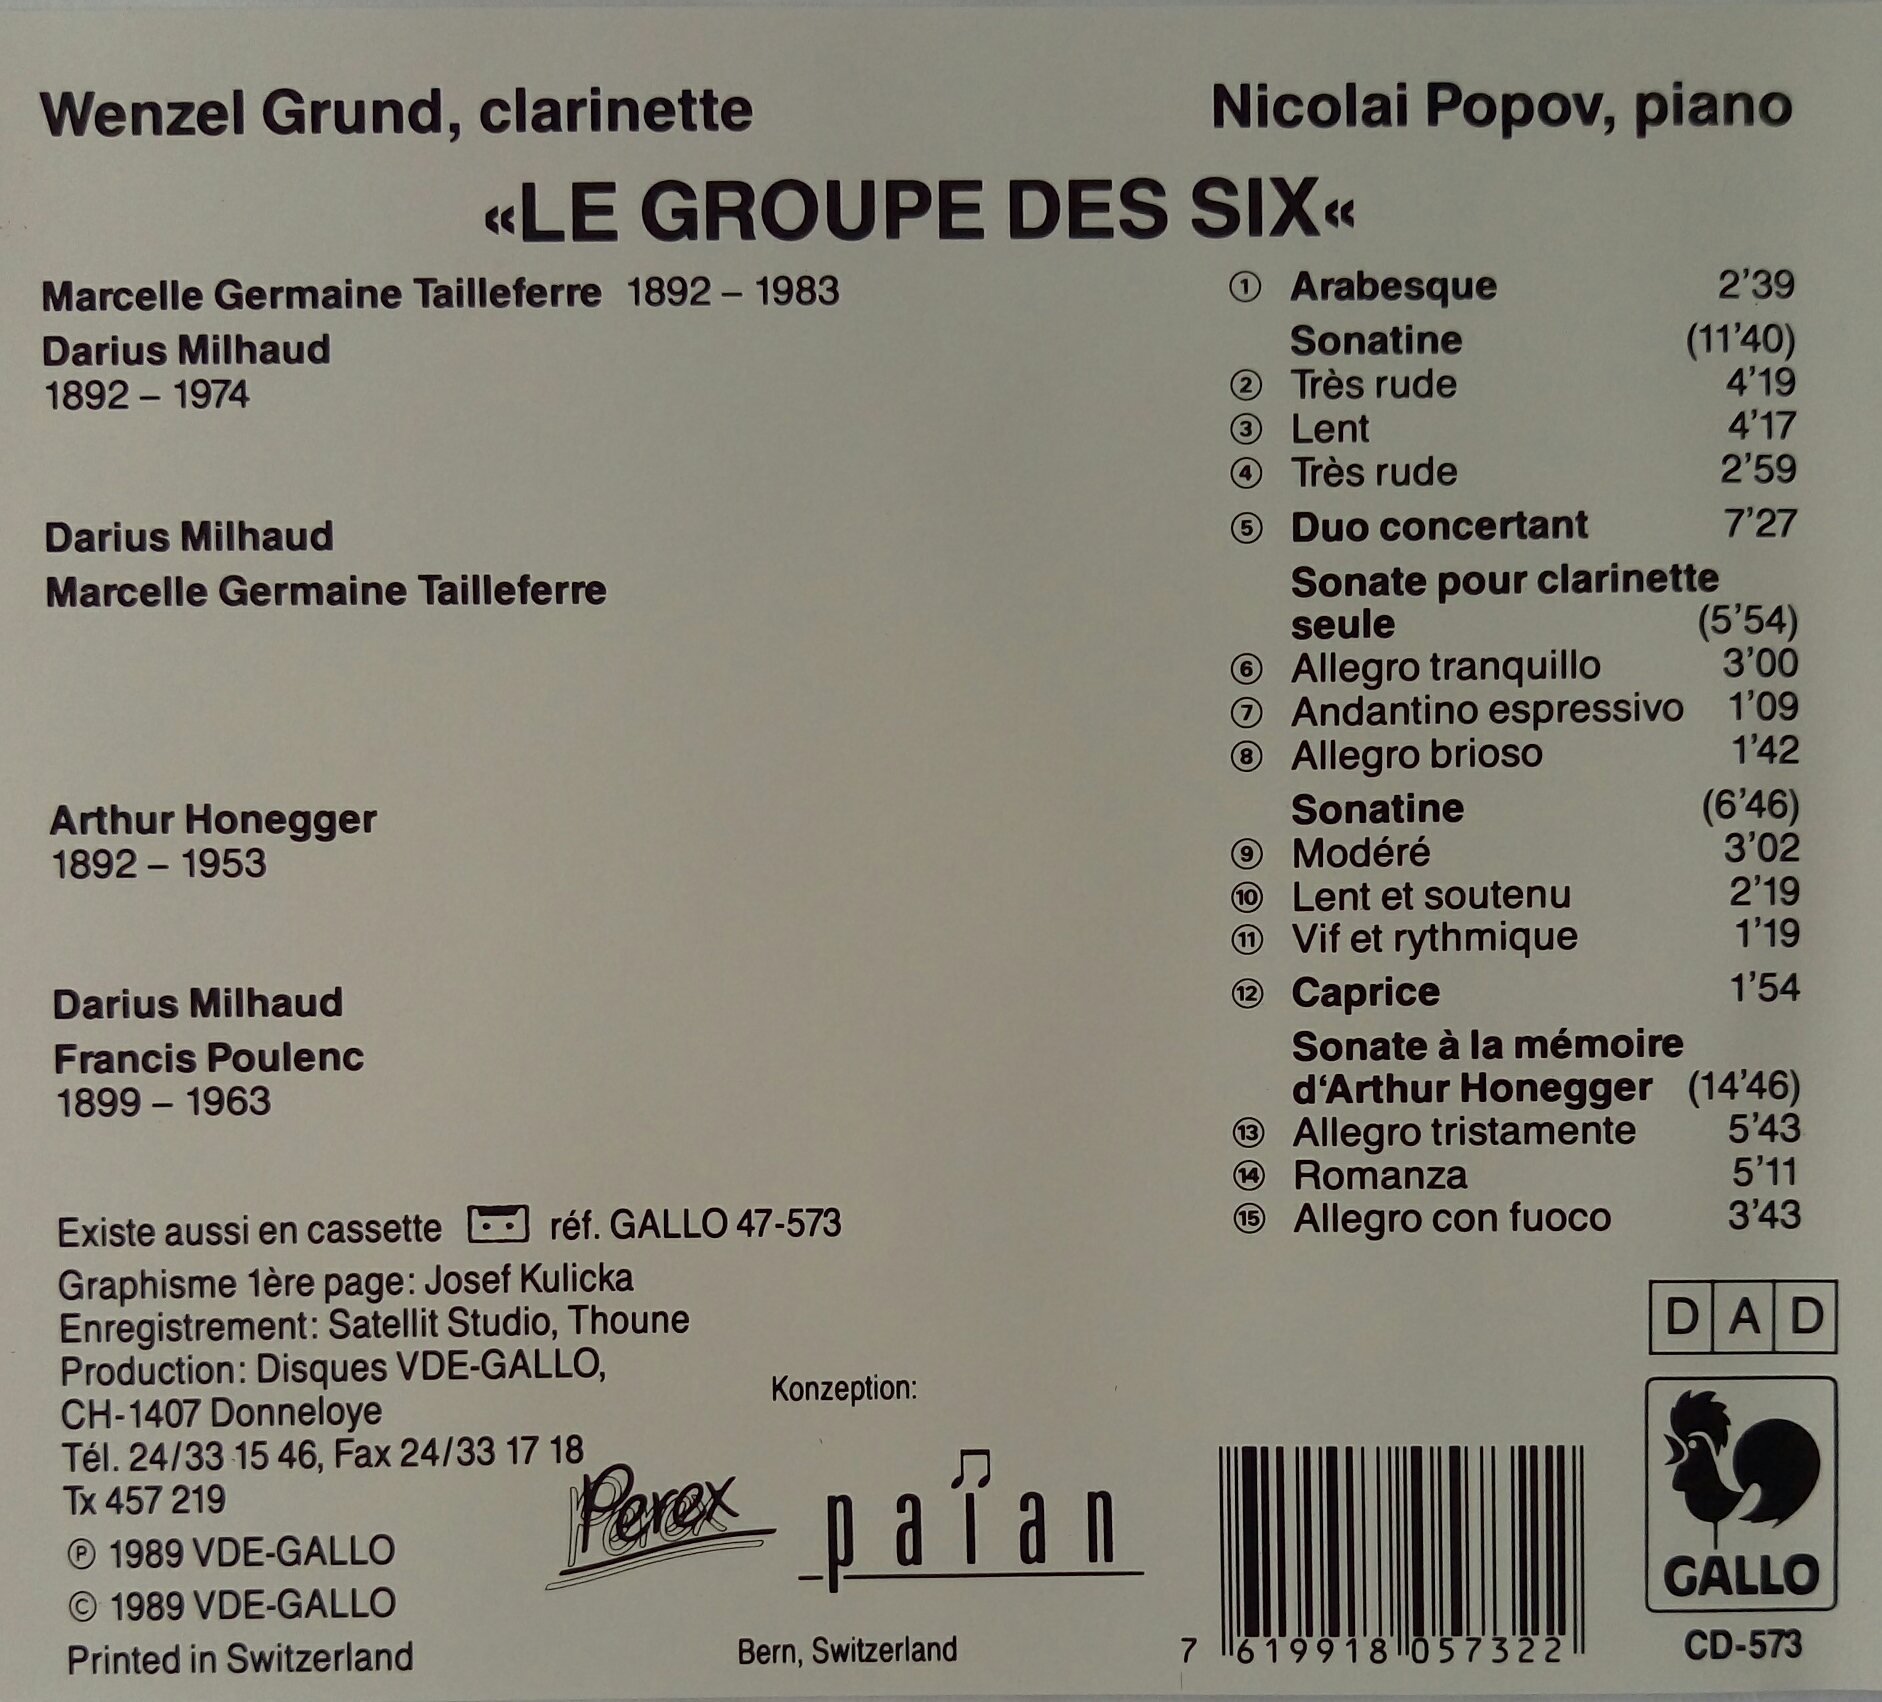 Wenzel Grund, clarinette Nicolai Popov, piano
«LE GROUPE DES SIX«
Marcelle Germaine Tailleferre 1892 – 1983 ① Arabesque 2'39
Darius Milhaud Sonatine (11'40)
1892 – 1974 ② Très rude 4'19
③ Lent 4'17
④ Très rude 2'59
Darius Milhaud ⑤ Duo concertant 7'27
Marcelle Germaine Tailleferre Sonate pour clarinette
seule (5'54)
⑥ Allegro tranquillo 3'00
⑦ Andantino espressivo 1'09
⑧ Allegro brioso 1'42
Arthur Honegger Sonatine (6'46)
1892 – 1953 ⑨ Modéré 3'02
⑩ Lent et soutenu 2'19
⑪ Vif et rythmique 1'19
Darius Milhaud ⑫ Caprice 1'54
Francis Poulenc Sonate à la mémoire
1899 – 1963 d‘Arthur Honegger (14'46)
⑬ Allegro tristamente 5'43
⑭ Romanza 5'11
⑮ Allegro con fuoco 3'43
Existe aussi en cassette réf. GALLO 47-573
Graphisme 1ère page: Josef Kulicka
Enregistrement: Satellit Studio, Thoune
Production: Disques VDE-GALLO,
CH-1407 Donneloye
Tél. 24/33 15 46, Fax 24/33 17 18
Tx 457 219
Ⓟ 1989 VDE-GALLO
© 1989 VDE-GALLO
Printed in Switzerland
Konzeption:
Perex
paian
Bern, Switzerland
7 619918 057322
DAD
GALLO
CD-573